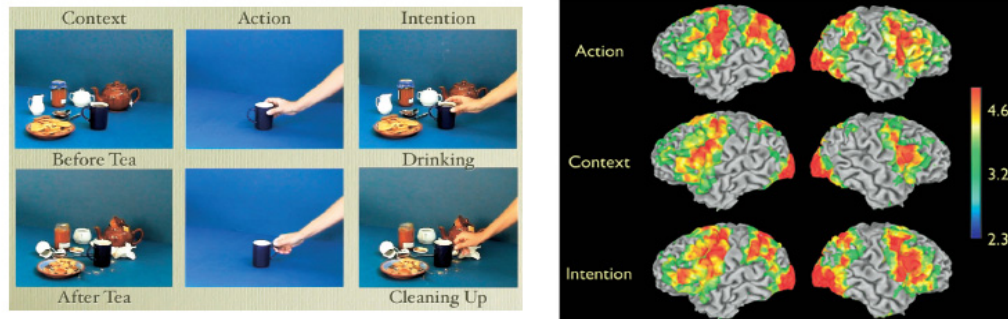 Context Action Intention
Before Tea Drinking
After Tea Cleaning Up
Action
Context
Intention
4.6
3.2
2.3